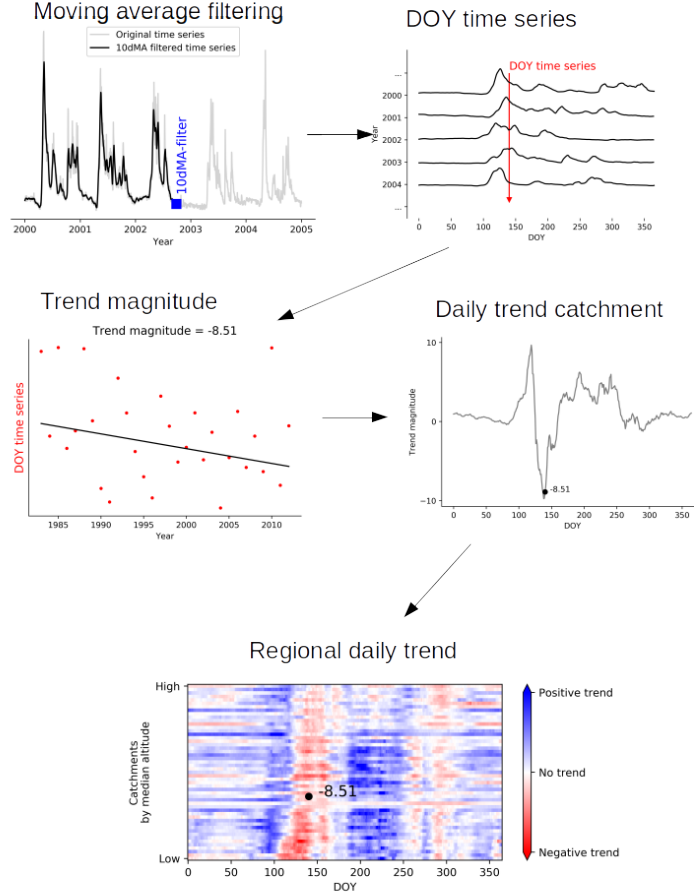 Moving average filtering
Original time series
10dMA filtered time series
10dMA-filter
2000 2001 2002 2003 2004 2005
Year
DOY time series
DOY time series
...
2000
2001
2002
2003
2004
...
Year
0 50 100 150 200 250 300 350
DOY
Trend magnitude
Trend magnitude = -8.51
DOY time series
1985 1990 1995 2000 2005 2010
Year
Daily trend catchment
10
0
−10
Trend magnitude
-8.51
0 50 100 150 200 250 300 350
DOY
Regional daily trend
High
Low
Catchments
by median altitude
-8.51
0 50 100 150 200 250 300 350
DOY
Positive trend
No trend
Negative trend